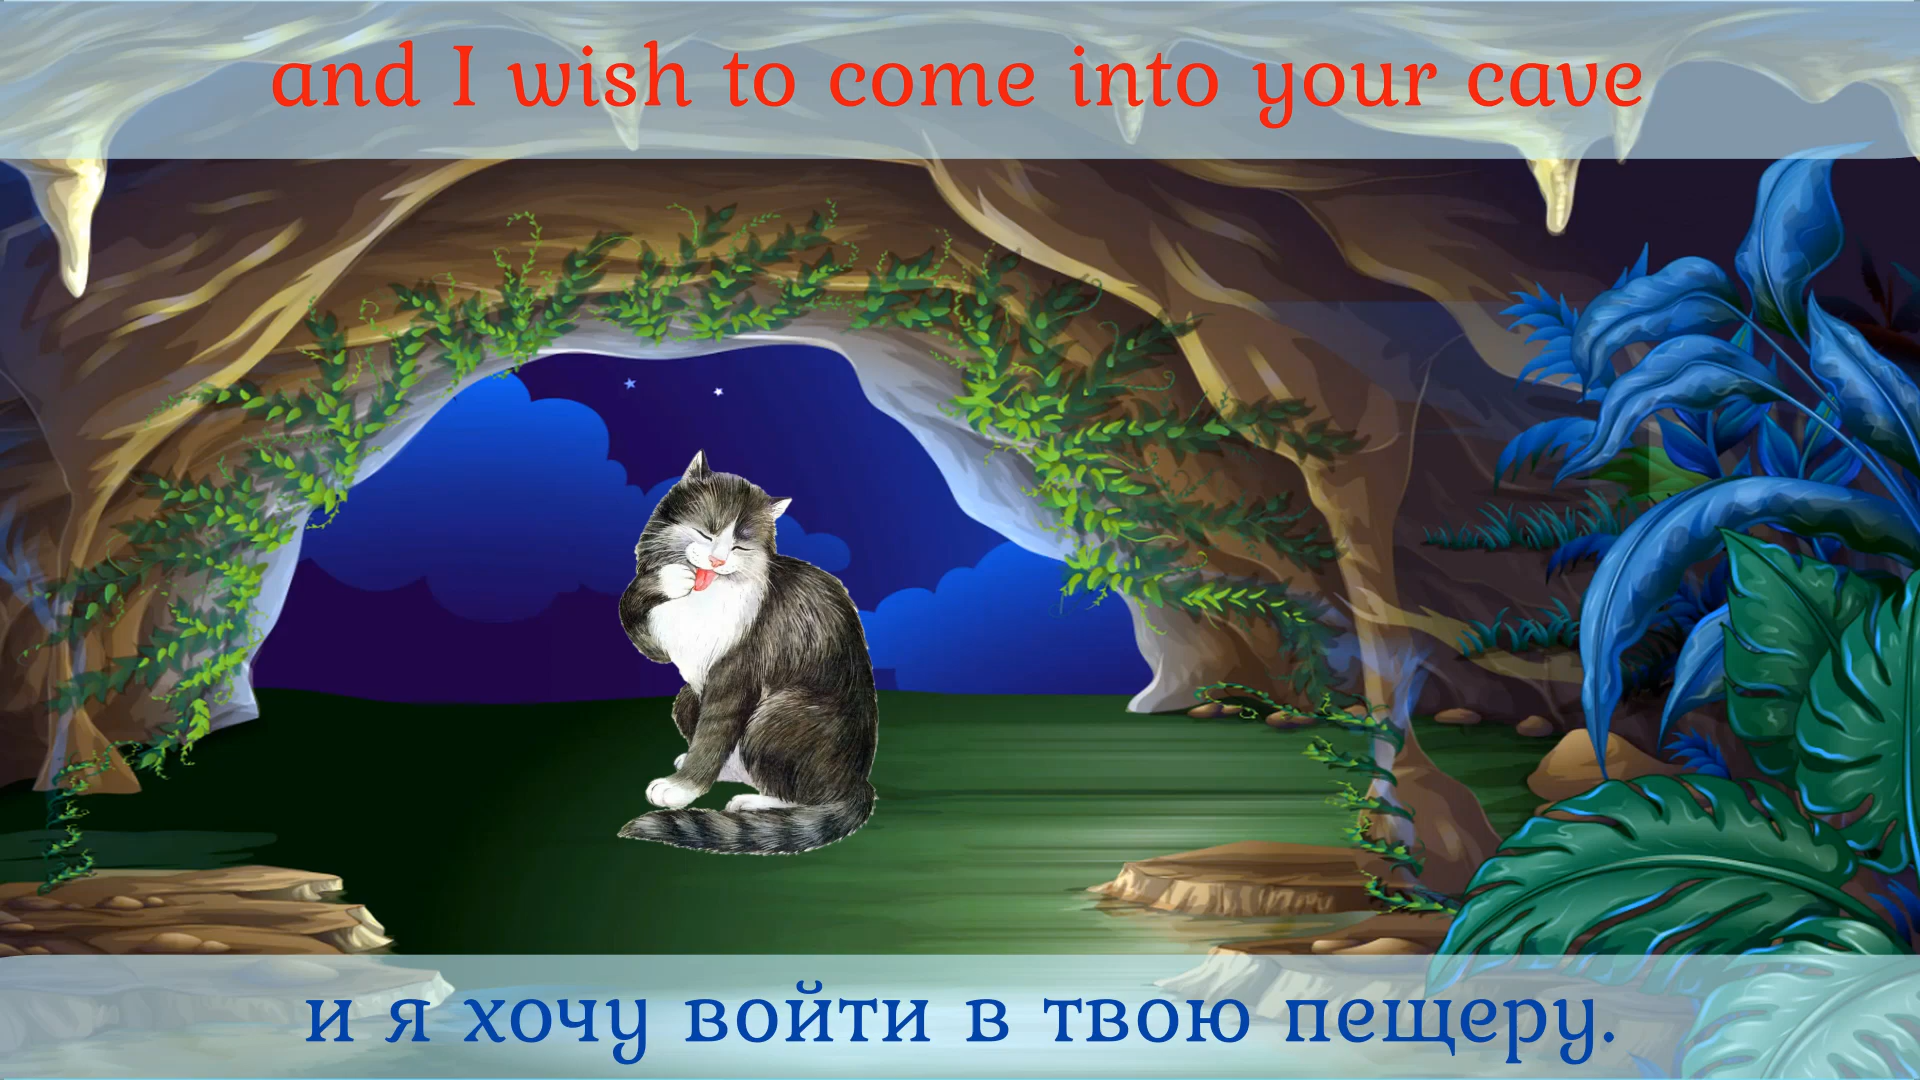 and I wish to come into your cave
и я хочу войти в твою пещеру.